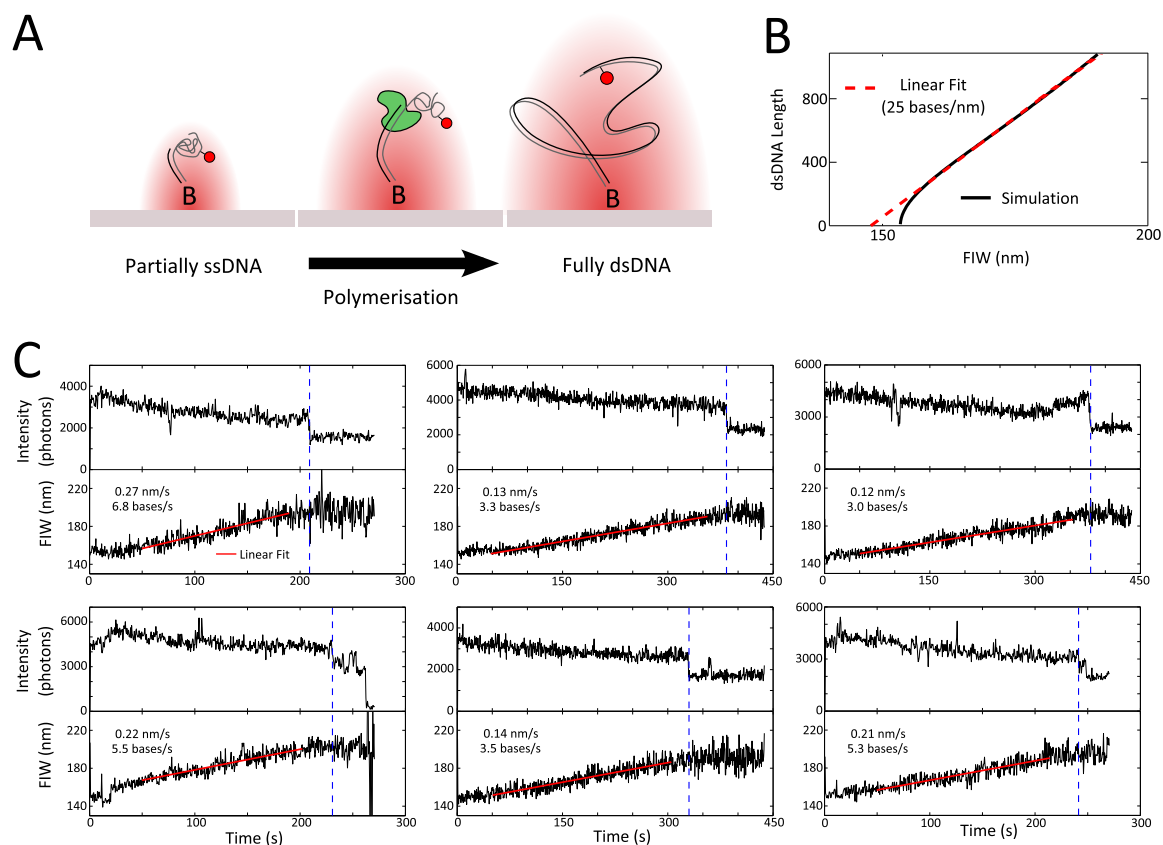 A
B
B
B
Partially ssDNA
Polymerisation
Fully dsDNA
B
dsDNA Length
800
400
0
Linear Fit
(25 bases/nm)
Simulation
150
200
FIW (nm)
C
Intensity
(photons)
4000
2000
0
FIW (nm)
220
180
140
0.27 nm/s
6.8 bases/s
Linear Fit
0
100
200
300
6000
4000
2000
0
220
180
140
0.13 nm/s
3.3 bases/s
0
150
300
450
6000
3000
0
220
180
140
0.12 nm/s
3.0 bases/s
0
150
300
450
Intensity
(photons)
6000
3000
0
FIW (nm)
220
180
140
0.22 nm/s
5.5 bases/s
0
100
200
300
Time (s)
4000
2000
0
220
180
140
0.14 nm/s
3.5 bases/s
0
150
300
450
Time (s)
6000
3000
0
220
180
140
0.21 nm/s
5.3 bases/s
0
100
200
300
Time (s)